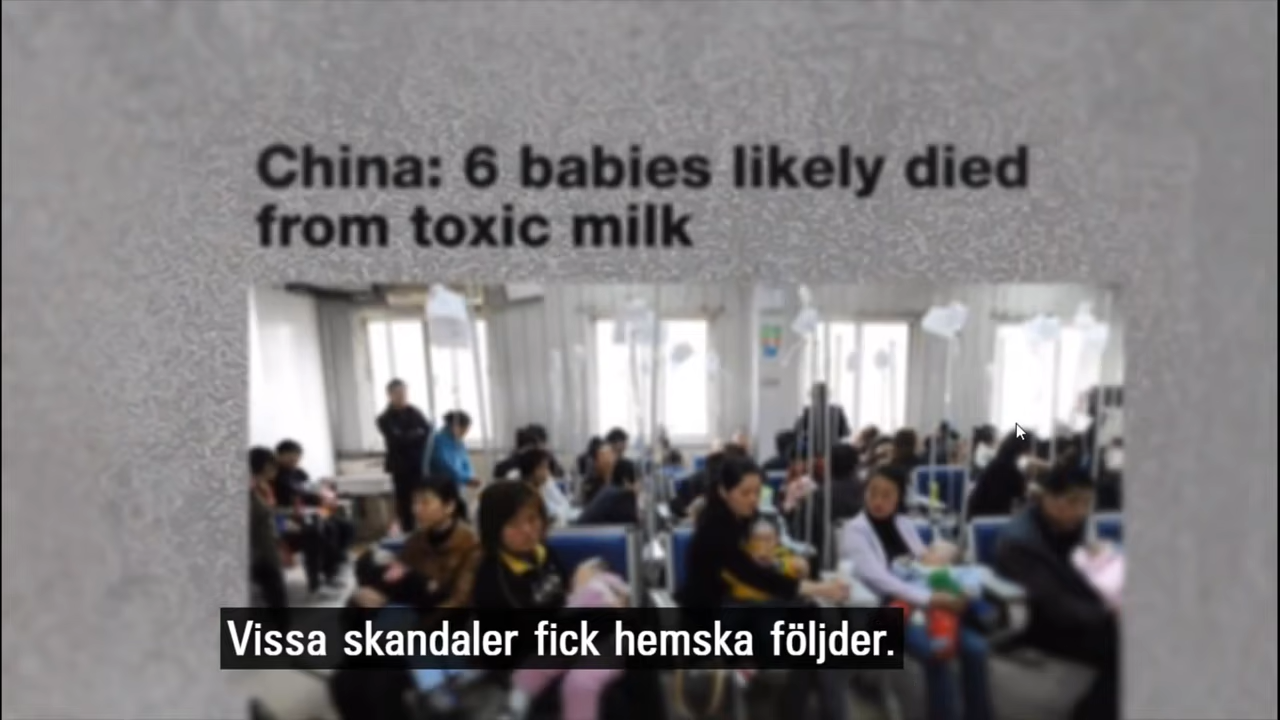 China: 6 babies likely died
from toxic milk
Vissa skandaler fick hemska följder.